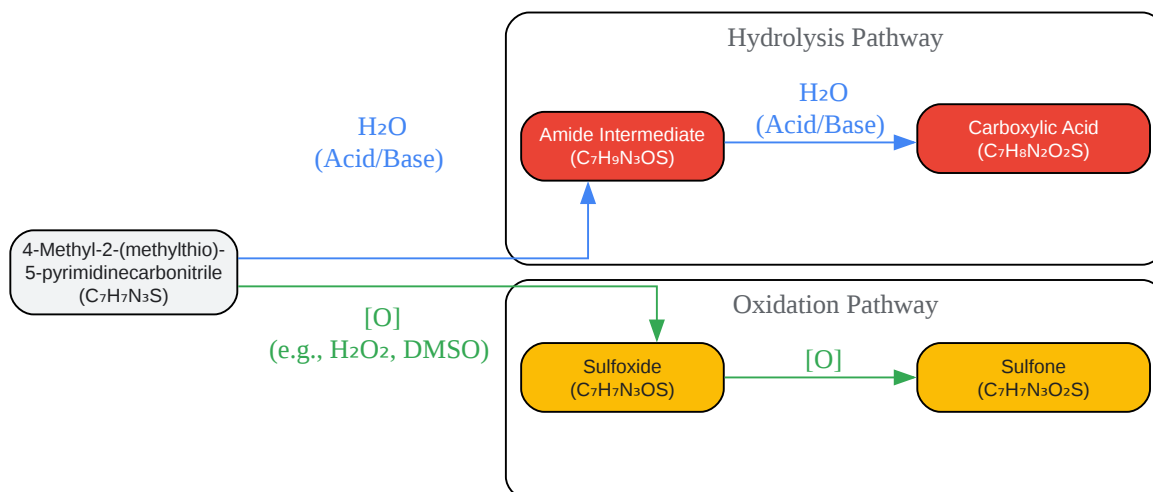 Hydrolysis Pathway
H₂O
(Acid/Base)
H₂O
(Acid/Base)
Amide Intermediate
(C₇H₉N₃OS)
Carboxylic Acid
(C₇H₈N₂O₂S)
4-Methyl-2-(methylthio)-
5-pyrimidinecarbonitrile
(C₇H₇N₃S)
Oxidation Pathway
[O]
(e.g., H₂O₂, DMSO)
Sulfoxide
(C₇H₇N₃OS)
[O]
Sulfone
(C₇H₇N₃O₂S)